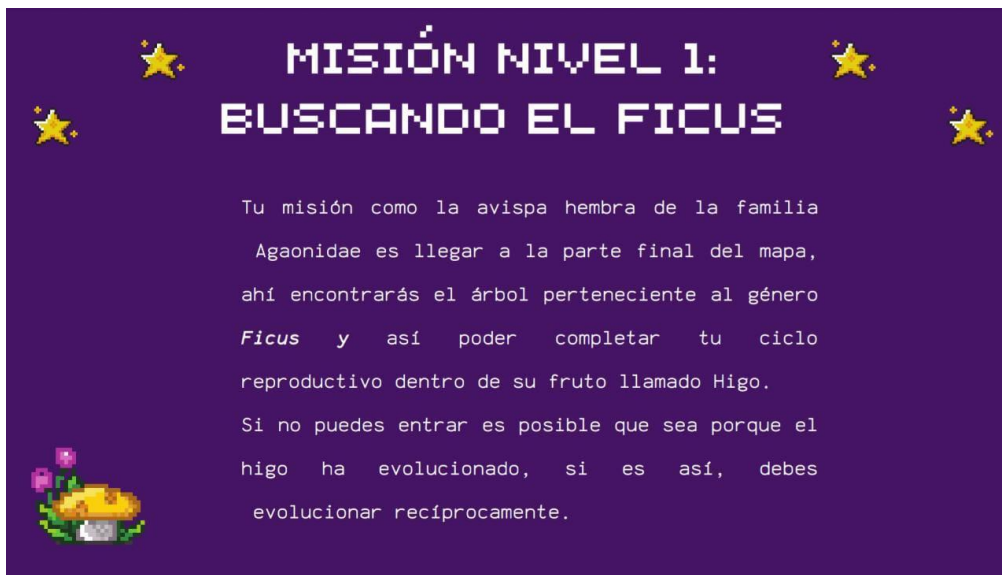 MISIÓN NIVEL 1:
BUSCANDO EL FICUS
Tu misión como la avispa hembra de la familia
Agaonidae es llegar a la parte final del mapa,
ahí encontrarás el árbol perteneciente al género
Ficus y así poder completar tu ciclo
reproductivo dentro de su fruto llamado Higo.
Si no puedes entrar es posible que sea porque el
higo ha evolucionado, si es así, debes
evolucionar recíprocamente.